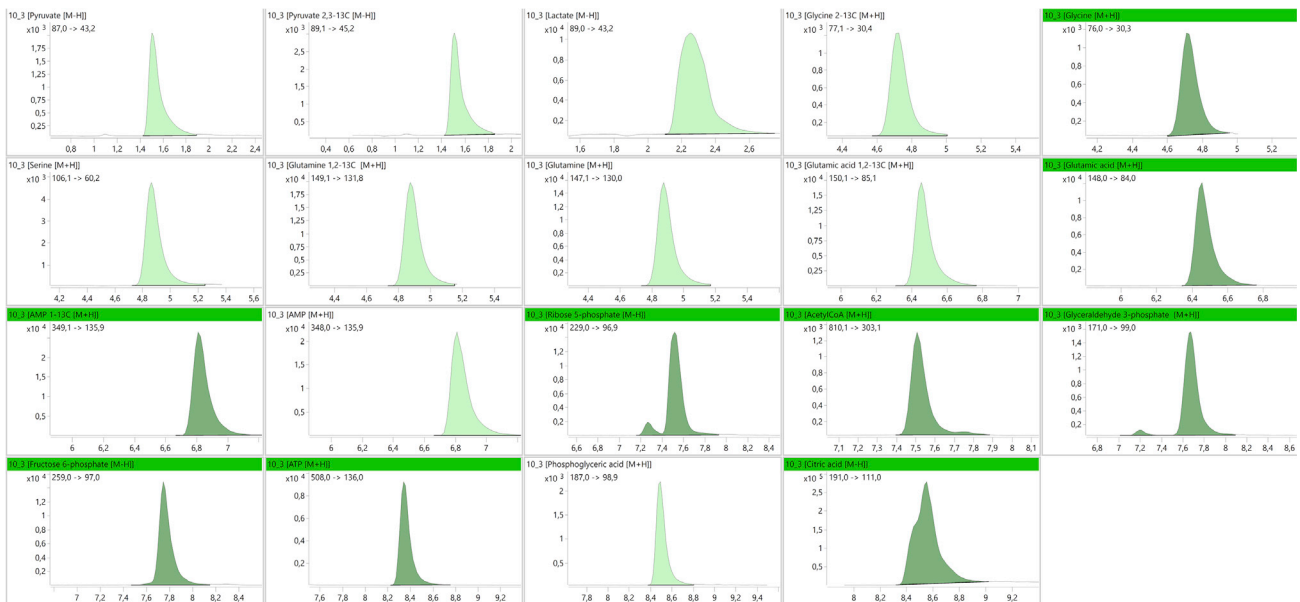 10_3 [Pyruvate [M-H]]
x10 3 87,0 -> 43,2
1,75
1,5
1,25
1
0,75
0,5
0,25
0,8 1 1,2 1,4 1,6 1,8 2 2,2 2,4
10_3 [Pyruvate 2,3-13C [M-H]]
x10 3 89,1 -> 45,2
2,5
2
1,5
1
0,5
0,4 0,6 0,8 1 1,2 1,4 1,6 1,8 2
10_3 [Lactate [M-H]]
x10 3 89,0 -> 43,2
1
0,8
0,6
0,4
0,2
1,6 1,8 2 2,2 2,4 2,6
10_3 [Glycine 2-13C [M+H]]
x10 3 77,1 -> 30,4
1
0,8
0,6
0,4
0,2
4,2 4,4 4,6 4,8 5 5,2 5,4
10_3 [Glycine [M+H]]
x10 3 76,0 -> 30,3
1
0,8
0,6
0,4
0,2
4,2 4,4 4,6 4,8 5 5,2
10_3 [Serine [M+H]]
x10 3 106,1 -> 60,2
4
3
2
1
4,2 4,4 4,6 4,8 5 5,2 5,4 5,6
10_3 [Glutamine 1,2-13C [M+H]]
x10 4 149,1 -> 131,8
1,75
1,5
1,25
1
0,75
0,5
0,25
4,4 4,6 4,8 5 5,2 5,4
10_3 [Glutamine [M+H]]
x10 4 147,1 -> 130,0
1,4
1,2
1
0,8
0,6
0,4
0,2
4,4 4,6 4,8 5 5,2 5,4
10_3 [Glutamic acid 1,2-13C [M+H]]
x10 4 150,1 -> 85,1
1,5
1,25
1
0,75
0,5
0,25
6 6,2 6,4 6,6 6,8 7
10_3 [Glutamic acid [M+H]]
x10 4 148,0 -> 84,0
1
0,8
0,6
0,4
0,2
6 6,2 6,4 6,6 6,8
10_3 [AMP 1-13C [M+H]]
x10 4 349,1 -> 135,9
2
1,5
1
0,5
6 6,2 6,4 6,6 6,8 7
10_3 [AMP [M+H]]
x10 4 348,0 -> 135,9
2
1,5
1
0,5
6 6,2 6,4 6,6 6,8 7
10_3 [Ribose 5-phosphate [M-H]]
x10 4 229,0 -> 96,9
1,2
1
0,8
0,6
0,4
0,2
6,6 6,8 7 7,2 7,4 7,6 7,8 8 8,2 8,4
10_3 [AcetylCoA [M+H]]
x10 4 810,1 -> 303,1
1,2
1
0,8
0,6
0,4
0,2
7,1 7,2 7,3 7,4 7,5 7,6 7,7 7,8 7,9 8 8,1
10_3 [Glyceraldehyde 3-phosphate [M+H]]
x10 4 171,0 -> 99,0
1,5
1,25
1
0,75
0,5
0,25
6,8 7 7,2 7,4 7,6 7,8 8 8,2 8,4 8,6
10_3 [Fructose 6-phosphate [M-H]]
x10 4 259,0 -> 97,0
1,5
1
0,5
7 7,2 7,4 7,6 7,8 8 8,2 8,4
10_3 [ATP [M+H]]
x10 4 508,0 -> 136,0
0,8
0,6
0,4
0,2
7,6 7,8 8 8,2 8,4 8,6 8,8 9 9,2
10_3 [Phosphoglyceric acid [M+H]]
x10 3 187,0 -> 98,9
2
1,5
1
0,5
7,8 8 8,2 8,4 8,6 8,8 9 9,2 9,4
10_3 [Citric acid [M-H]]
x10 5 191,0 -> 111,0
2,5
2
1,5
1
0,5
8 8,2 8,4 8,6 8,8 9 9,2